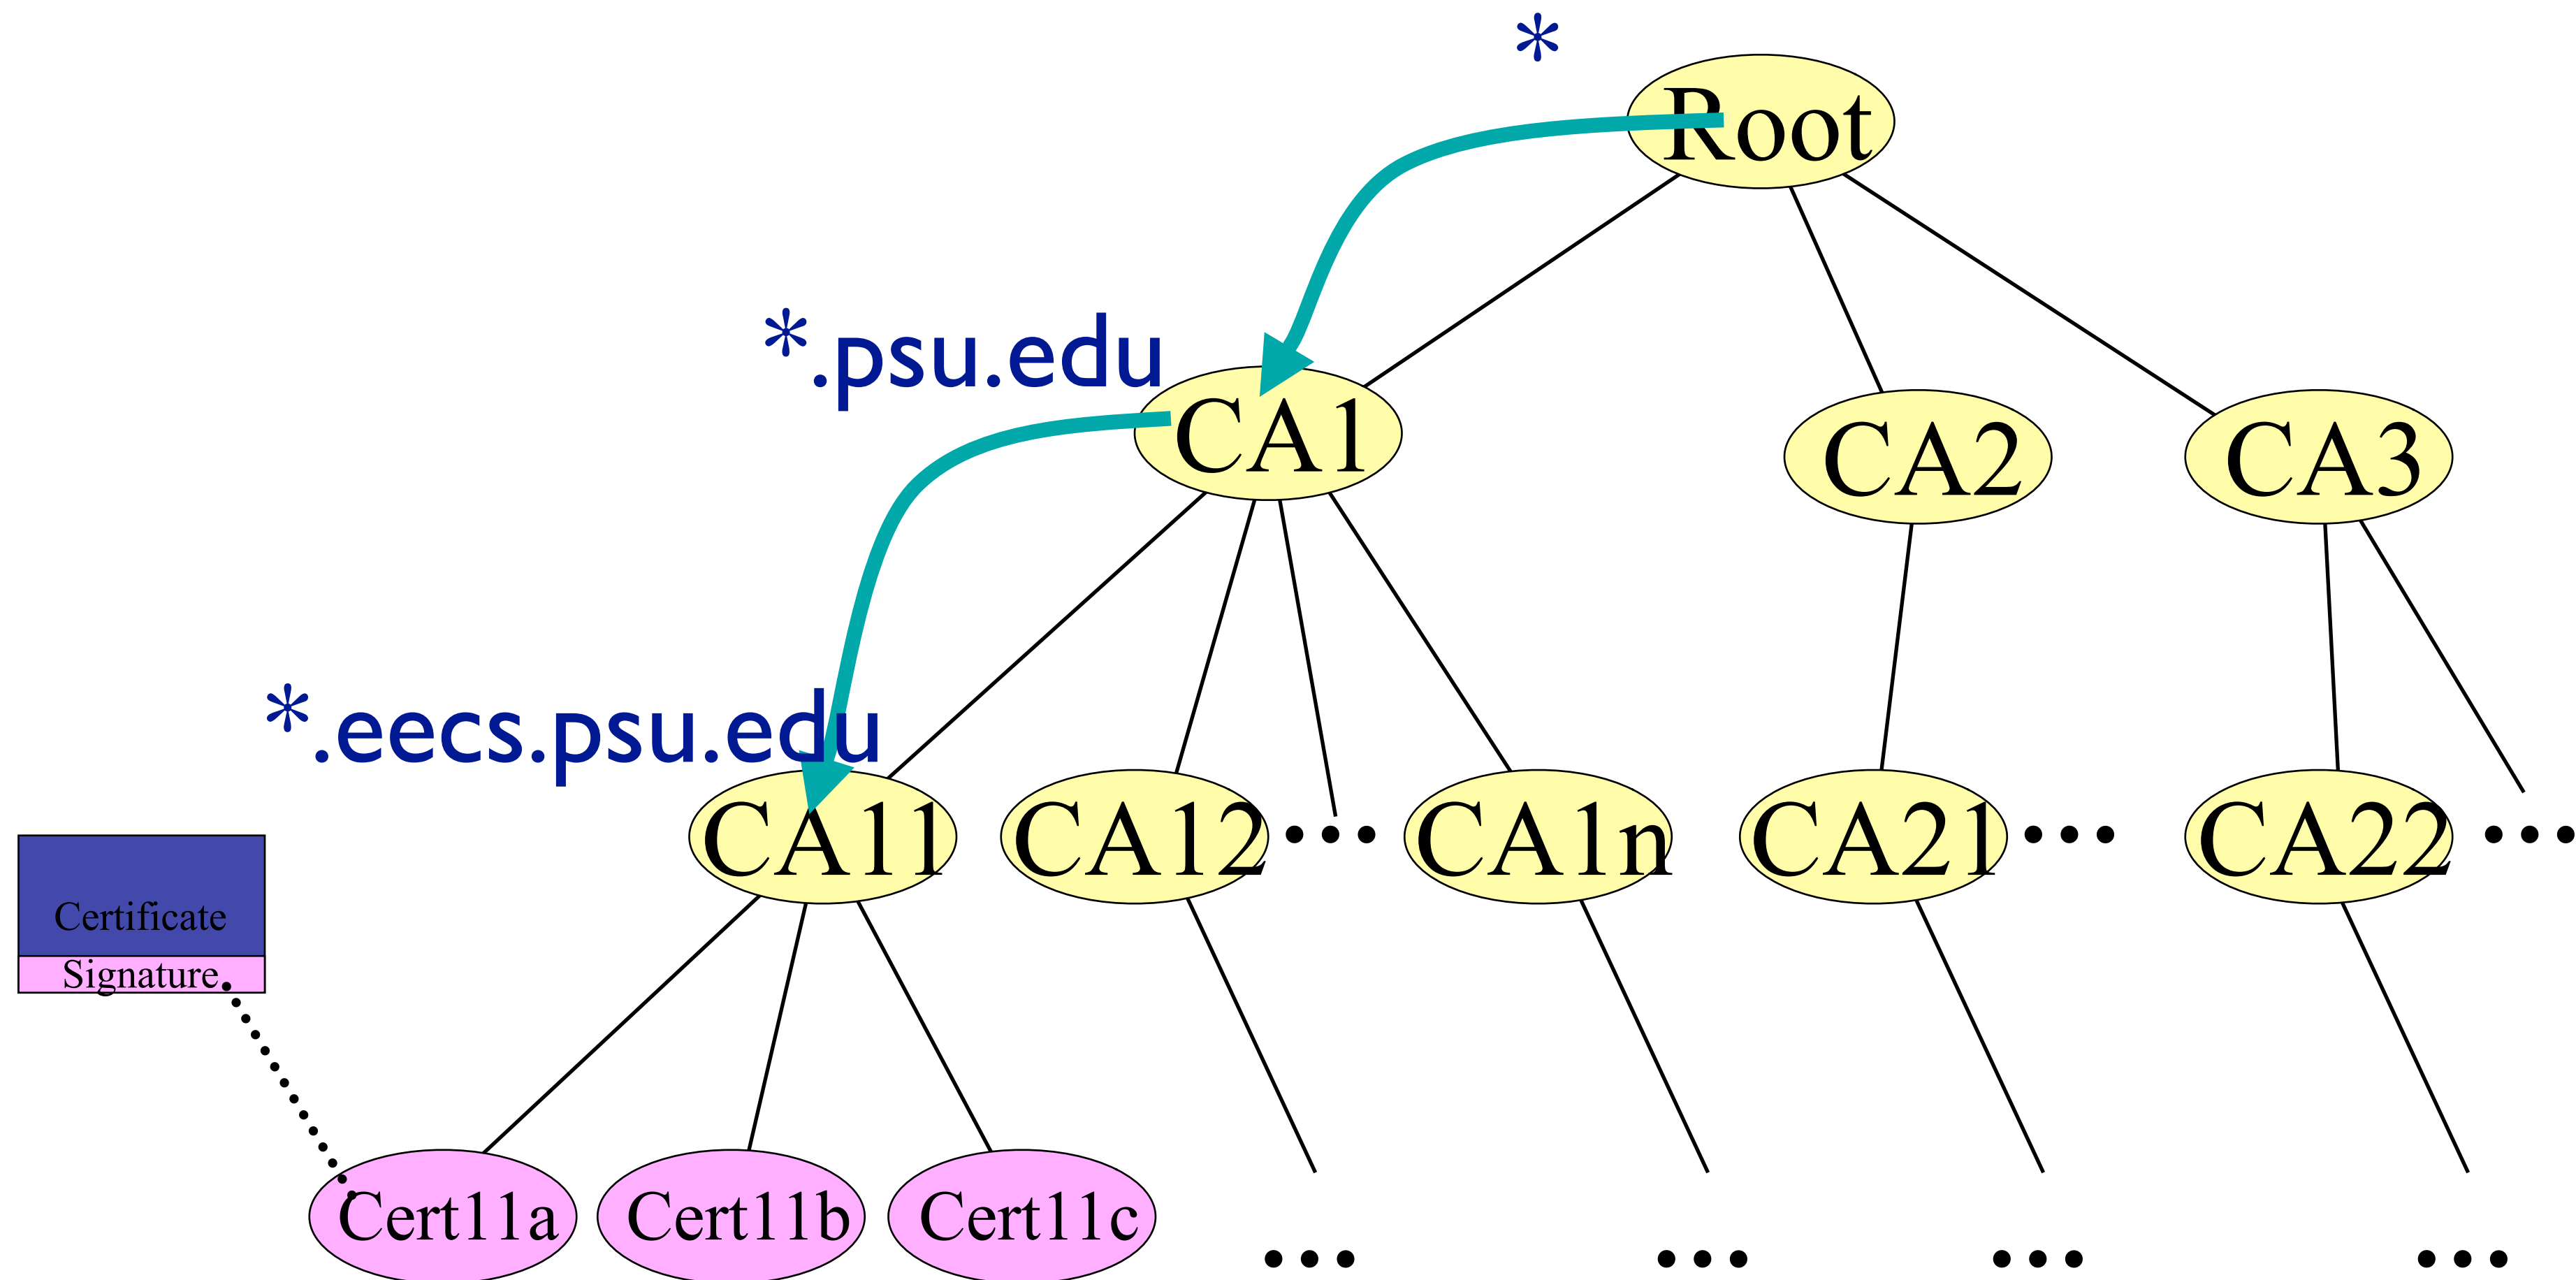 *
Root
*.psu.edu
CA1
CA2
CA3
*.eecs.psu.edu
CA11
CA12
...
CA1n
CA21
...
CA22
...
Certificate
Signature
Cert11a
Cert11b
Cert11c
...
...
...
...